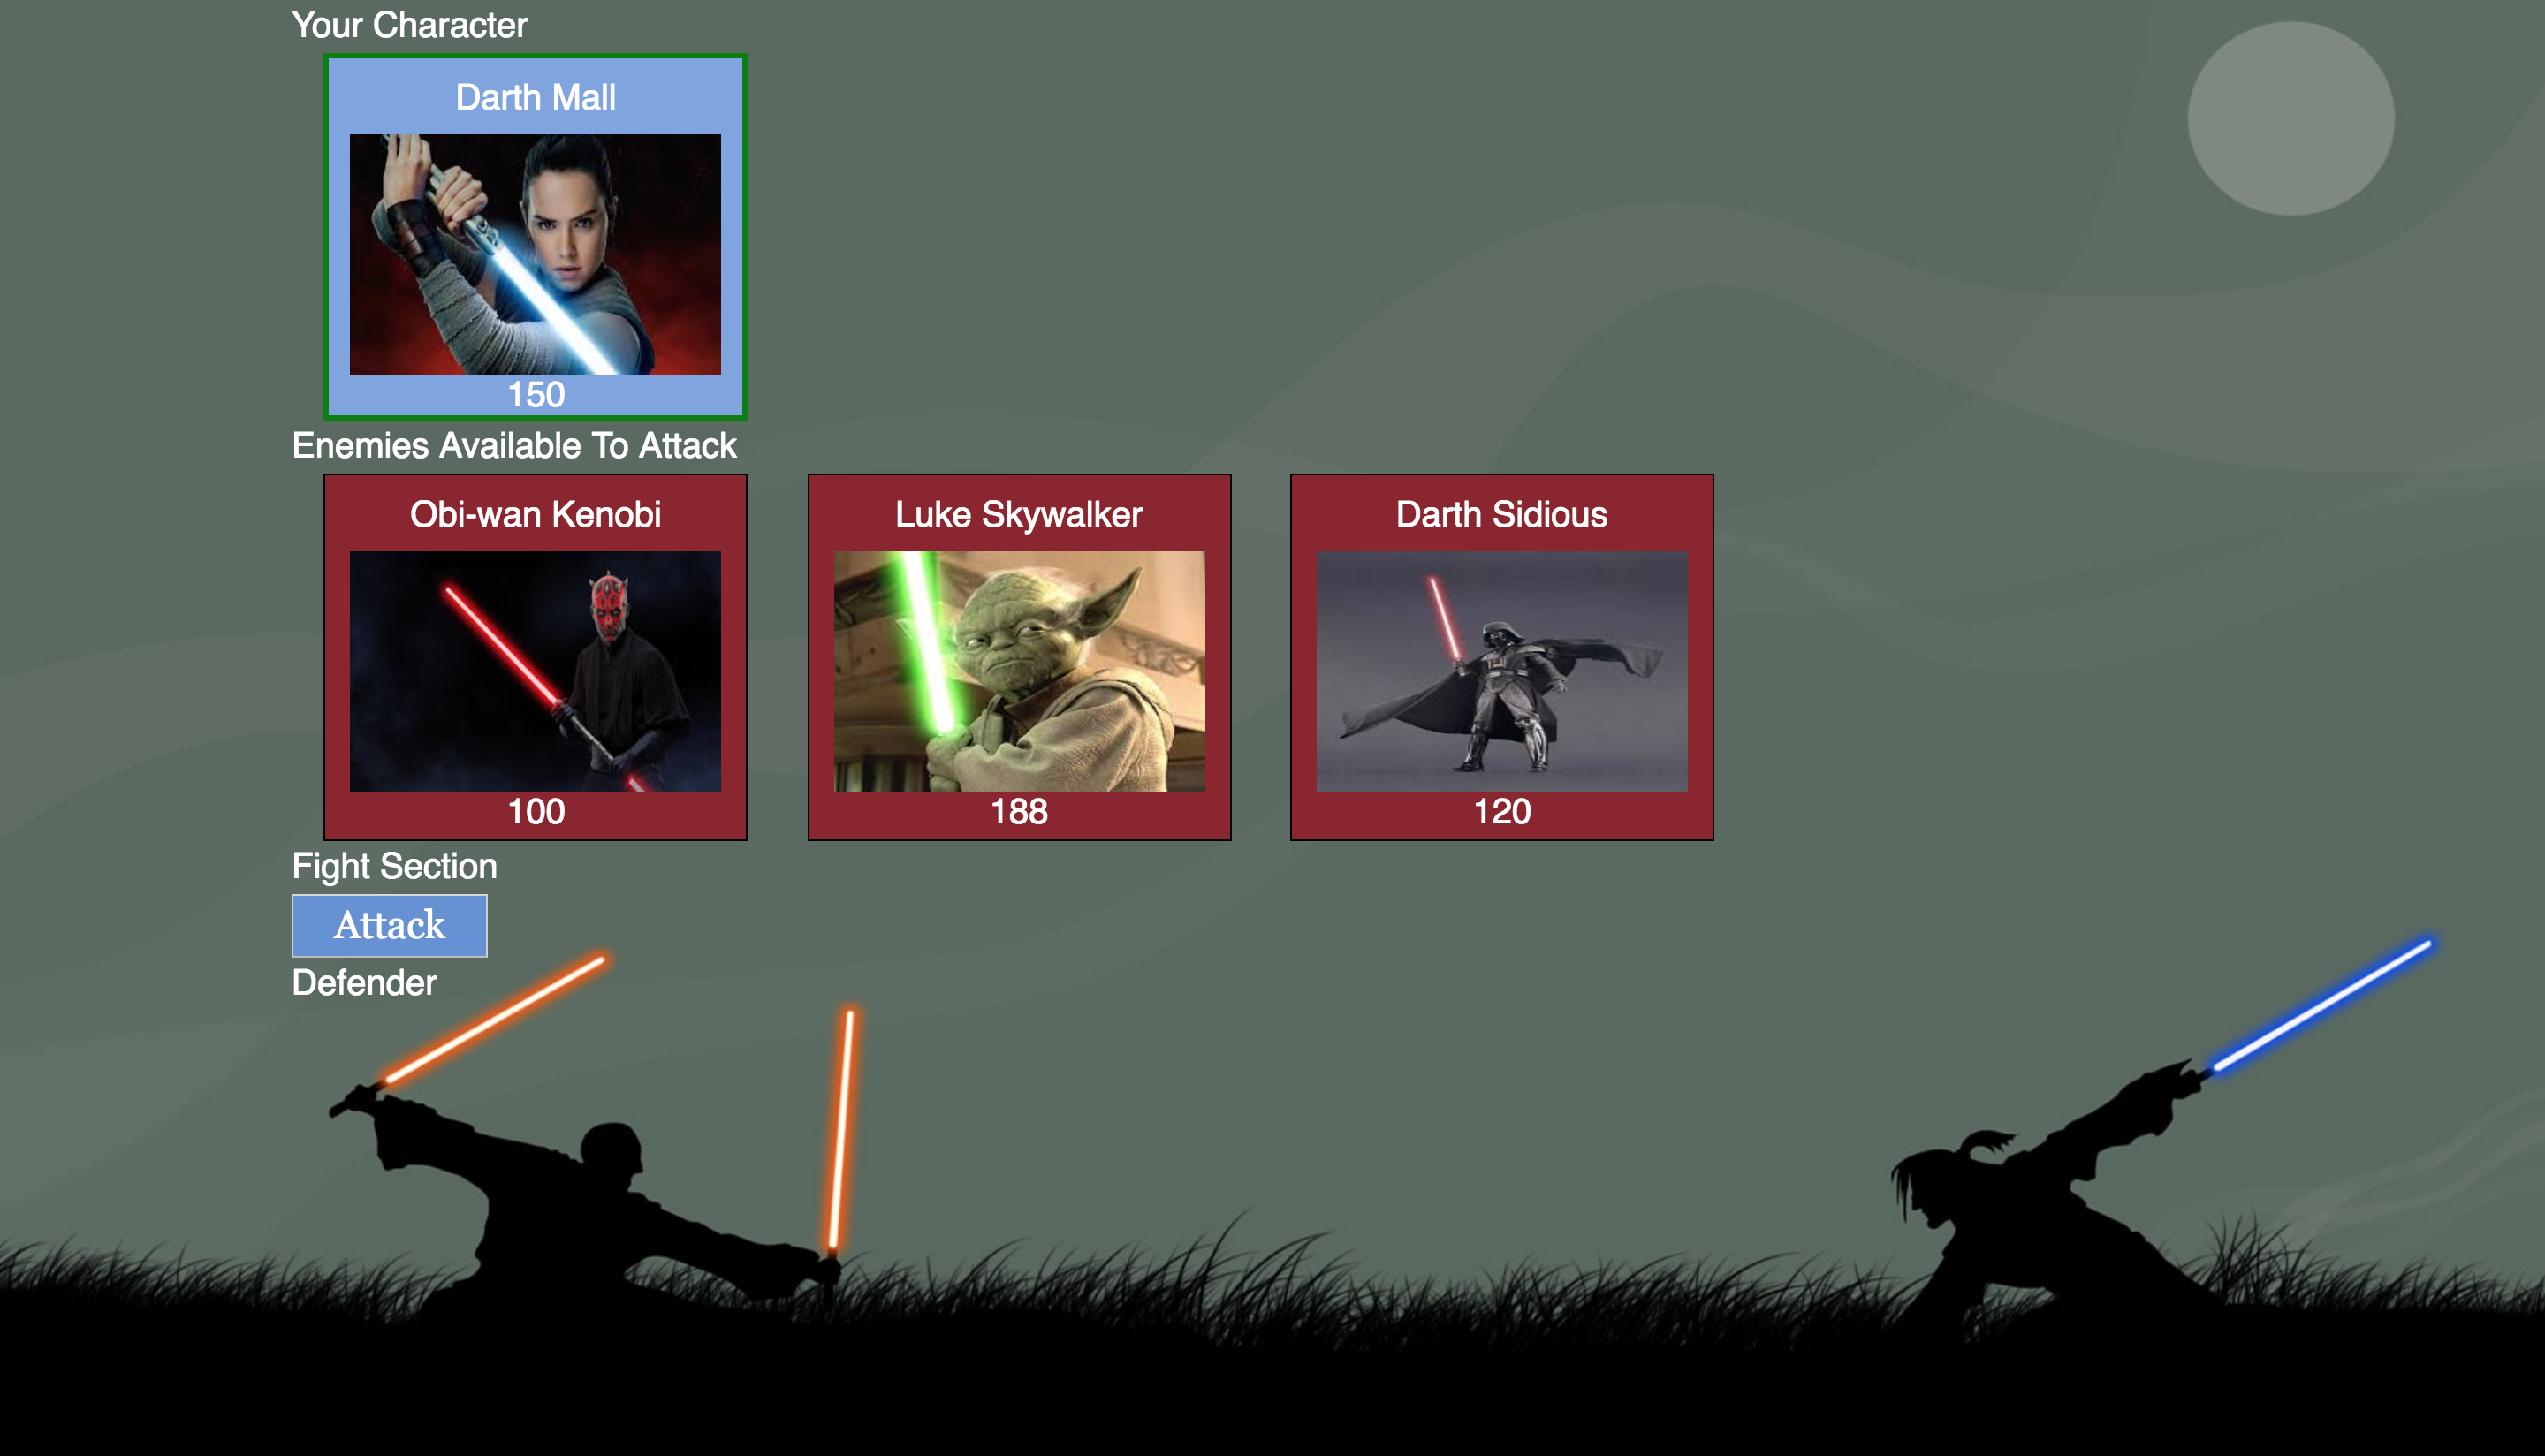 Your Character
Darth Mall
150
Enemies Available To Attack
Obi-wan Kenobi
Luke Skywalker
Darth Sidious
100
188
120
Fight Section
Attack
Defender